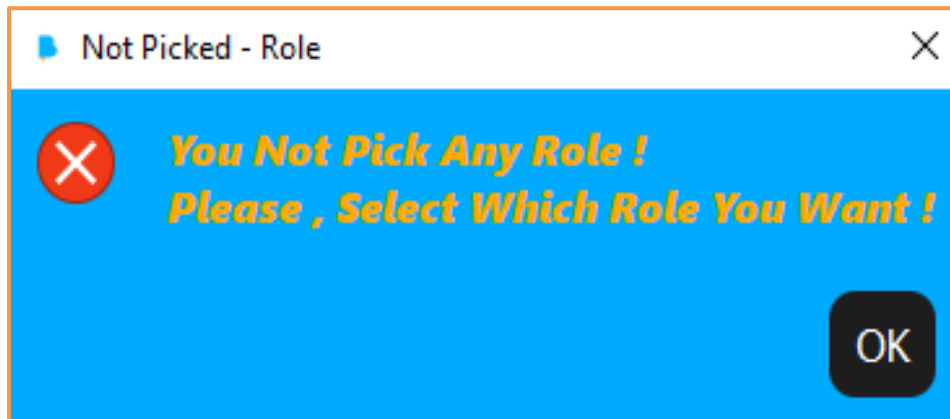 Not Picked - Role
You Not Pick Any Role !
Please , Select Which Role You Want !
OK